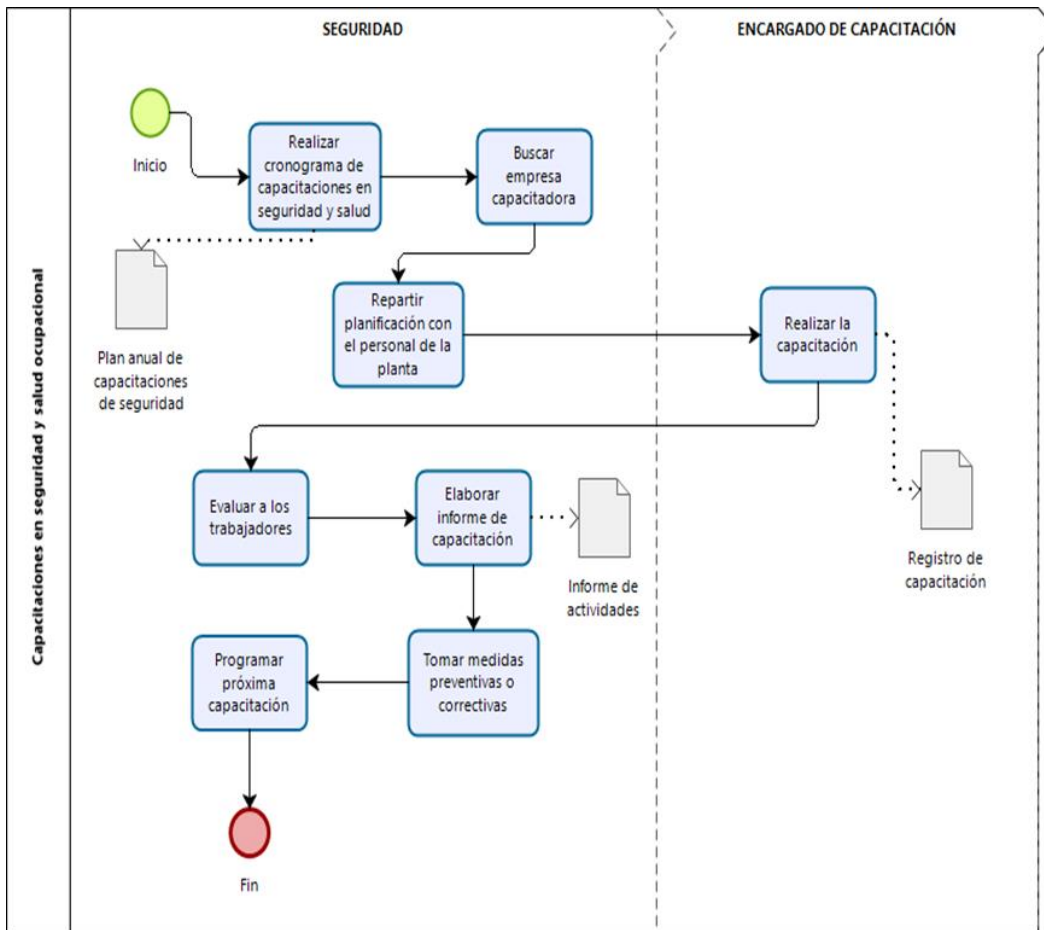 SEGURIDAD
ENCARGADO DE CAPACITACIÓN
Capacitaciones en seguridad y salud ocupacional
Inicio
Realizar
cronograma de
capacitaciones en
seguridad y salud
Buscar
empresa
capacitadora
Plan anual de
capacitaciones
de seguridad
Repartir
planificación con
el personal de la
planta
Realizar la
capacitación
Registro de
capacitación
Evaluar a los
trabajadores
Elaborar
informe de
capacitación
Informe de
actividades
Tomar medidas
preventivas o
correctivas
Programar
próxima
capacitación
Fin